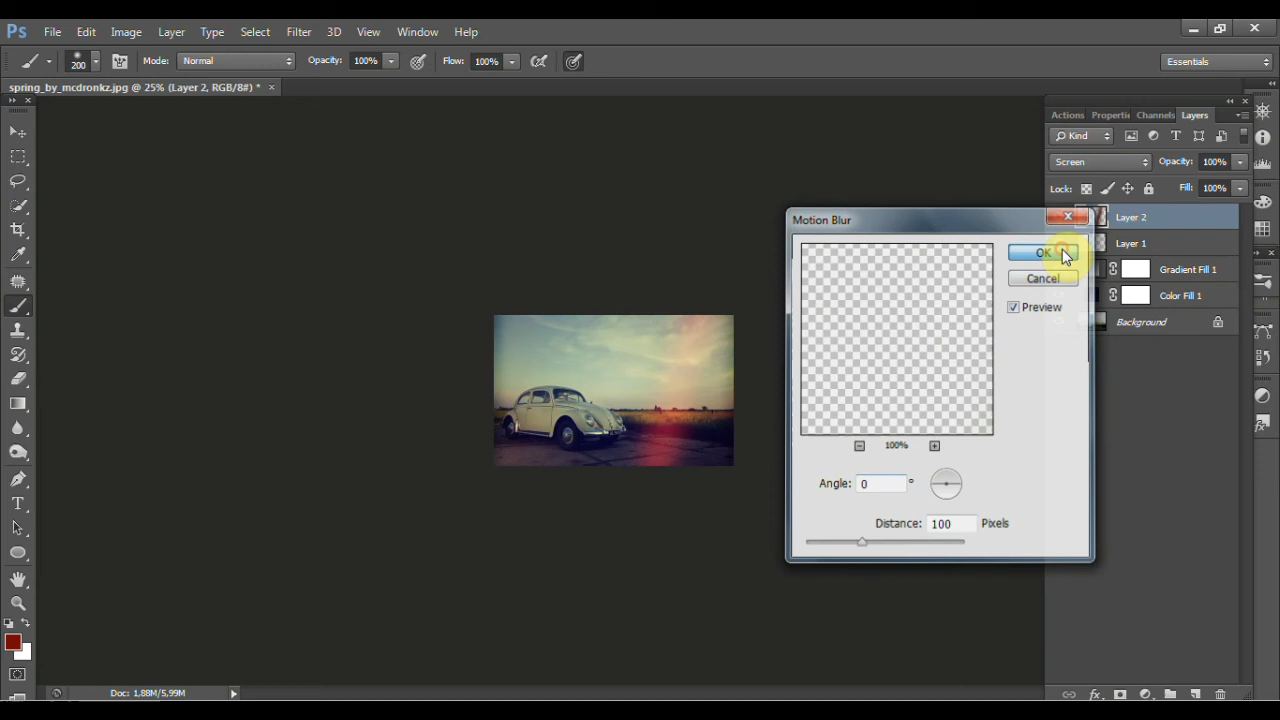 Ps File Edit Image Layer Type Select Filter 3D View Window Help
200 Mode: Normal Opacity: 100% Flow: 100% Essentials
spring_by_mcdronkz.jpg @ 25% (Layer 2, RGB/8#) * ×
Actions Properti Channels Layers
Kind T
Screen Opacity: 100%
Lock: Fill: 100%
Layer 2
Layer 1
Gradient Fill 1
Color Fill 1
Background
Motion Blur
OK
Cancel
Preview
100%
Angle: 0 °
Distance: 100 Pixels
T
Doc: 1,88M/5,99M
fx